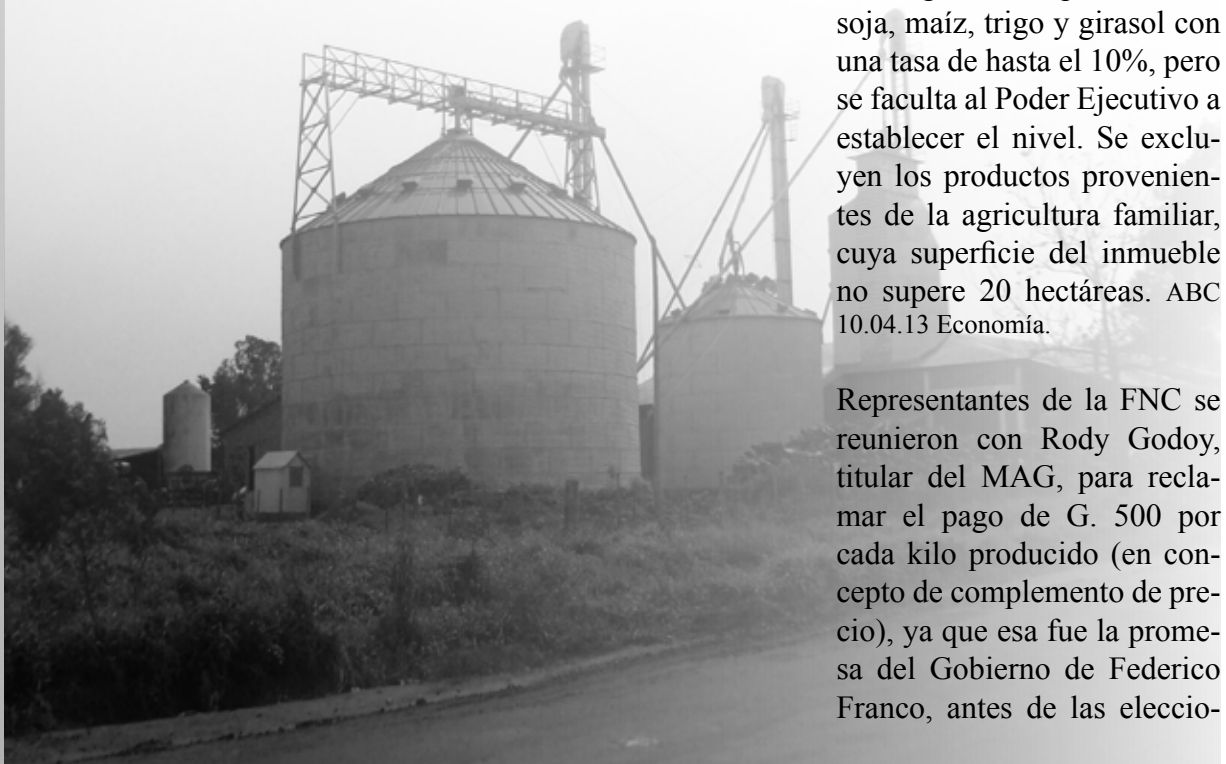 soja, maíz, trigo y girasol con
una tasa de hasta el 10%, pero
se faculta al Poder Ejecutivo a
establecer el nivel. Se exclu-
yen los productos provenien-
tes de la agricultura familiar,
cuya superficie del inmueble
no supere 20 hectáreas. ABC
10.04.13 Economía.
Representantes de la FNC se
reunieron con Rody Godoy,
titular del MAG, para recla-
mar el pago de G. 500 por
cada kilo producido (en con-
cepto de complemento de pre-
cio), ya que esa fue la prome-
sa del Gobierno de Federico
Franco, antes de las eleccio-